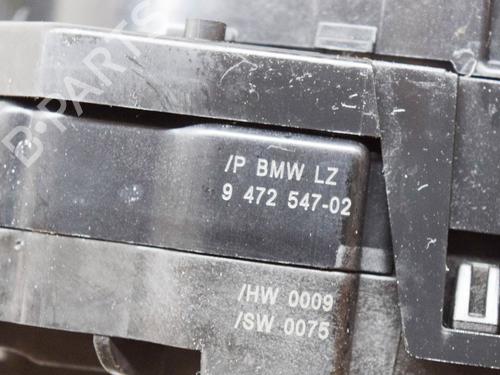 B-PARTS
/P BMW LZ
9 472 547-02
/HW 0009
/SW 0075